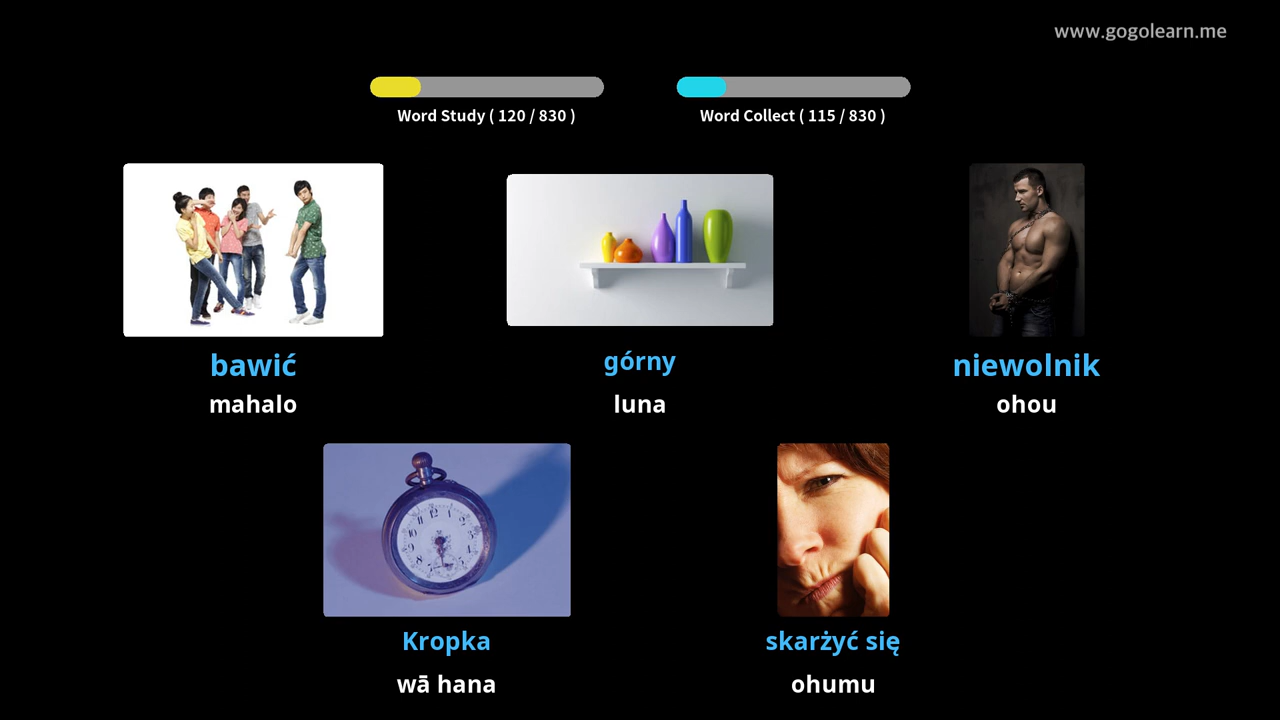 www.gogolearn.me
Word Study ( 120 / 830 )
Word Collect ( 115 / 830 )
bawić
mahalo
górny
luna
niewolnik
ohou
Kropka
wā hana
skarżyć się
ohumu